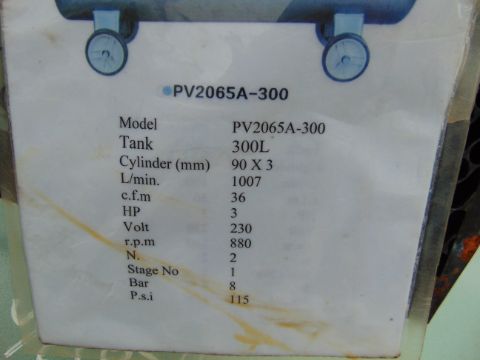 PV2065A-300
Model PV2065A-300
Tank 300L
Cylinder (mm) 90 X 3
L/min. 1007
c.f.m 36
HP 3
Volt 230
r.p.m 880
N. 2
Stage No 1
Bar 8
P.s.i 115